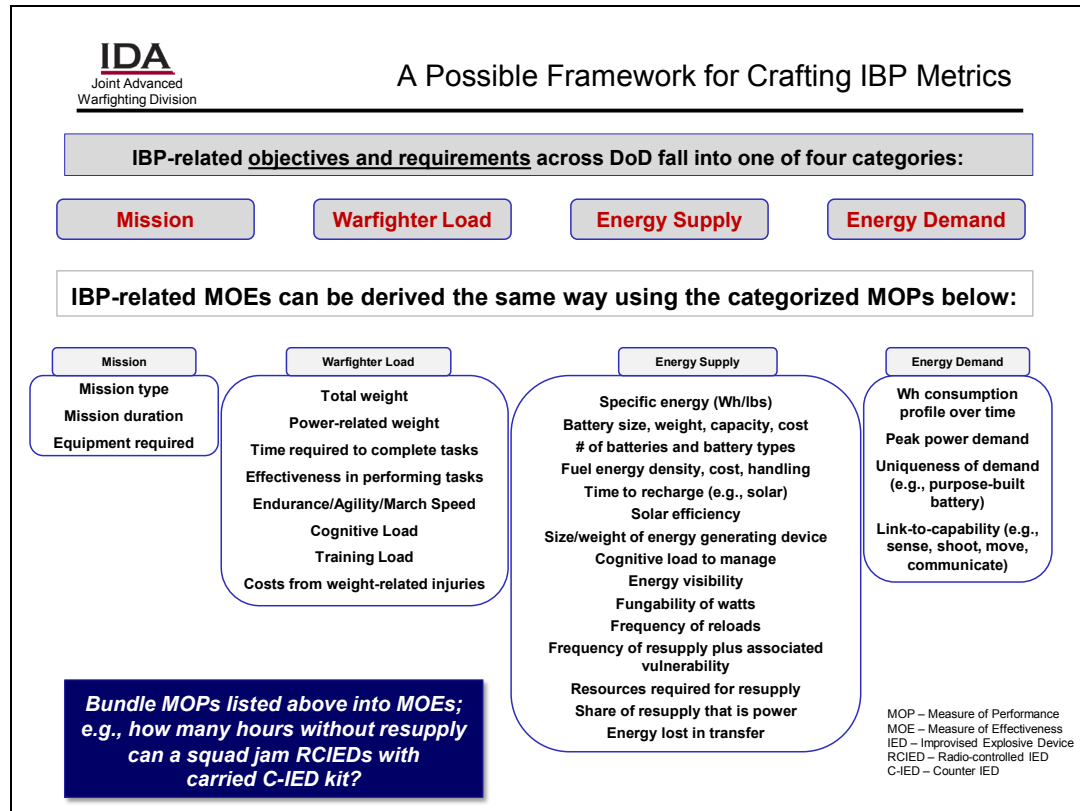 IDA
Joint Advanced
Warfighting Division
A Possible Framework for Crafting IBP Metrics
IBP-related objectives and requirements across DoD fall into one of four categories:
Mission
Warfighter Load
Energy Supply
Energy Demand
IBP-related MOEs can be derived the same way using the categorized MOPs below:
Mission
Mission type
Mission duration
Equipment required
Warfighter Load
Total weight
Power-related weight
Time required to complete tasks
Effectiveness in performing tasks
Endurance/Agility/March Speed
Cognitive Load
Training Load
Costs from weight-related injuries
Energy Supply
Specific energy (Wh/lbs)
Battery size, weight, capacity, cost
# of batteries and battery types
Fuel energy density, cost, handling
Time to recharge (e.g., solar)
Solar efficiency
Size/weight of energy generating device
Cognitive load to manage
Energy visibility
Fungability of watts
Frequency of reloads
Frequency of resupply plus associated
vulnerability
Resources required for resupply
Share of resupply that is power
Energy lost in transfer
Energy Demand
Wh consumption
profile over time
Peak power demand
Uniqueness of demand
(e.g., purpose-built
battery)
Link-to-capability (e.g.,
sense, shoot, move,
communicate)
Bundle MOPs listed above into MOEs;
e.g., how many hours without resupply
can a squad jam RCIEDs with
carried C-IED kit?
MOP – Measure of Performance
MOE – Measure of Effectiveness
IED – Improvised Explosive Device
RCIED – Radio-controlled IED
C-IED – Counter IED